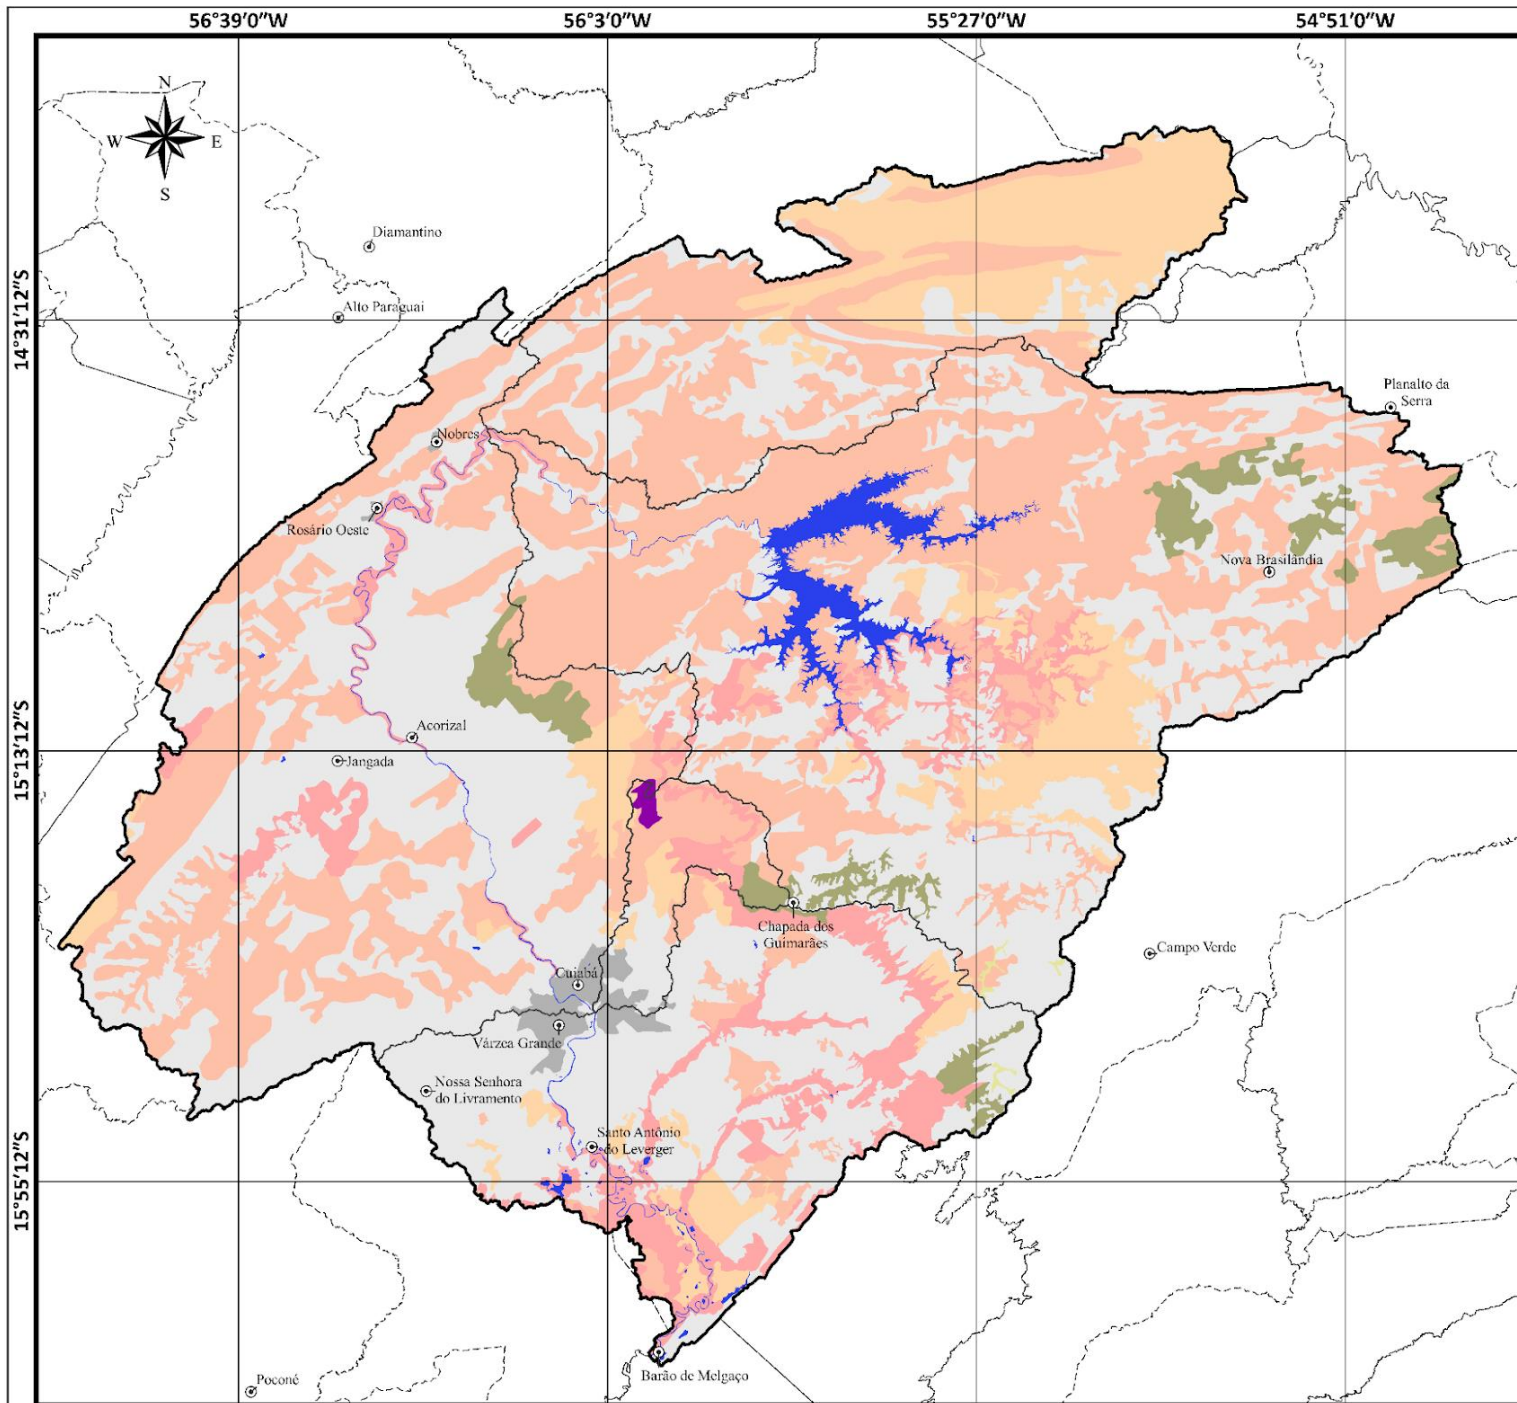 56°39'0"W
56°3'0"W
55°27'0"W
54°51'0"W
N
W
E
S
Diamantino
Alto Paraguai
14°31'12"S
Planalto da
Serra
Nobres
Rosário Oeste
Nova Brasilândia
Acorizal
15°13'12"S
Jangada
Chapada dos
Guimarães
Campo Verde
Cuiabá
Várzea Grande
Nossa Senhora
do Livramento
Santo Antônio
do Leverger
15°55'12"S
Barão de Melgaço
Poconé